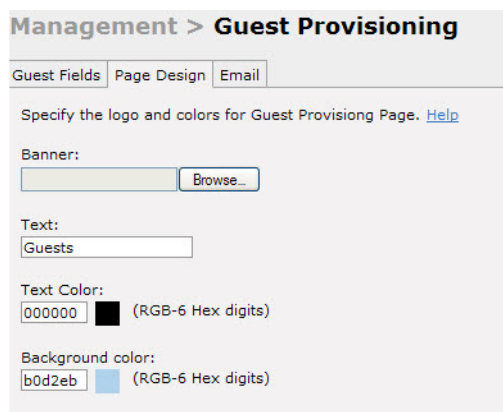 Management > Guest Provisioning
Guest Fields Page Design Email
Specify the logo and colors for Guest Provisiong Page. Help
Banner:
Browse...
Text:
Guests
Text Color:
000000 (RGB-6 Hex digits)
Background color:
b0d2eb (RGB-6 Hex digits)